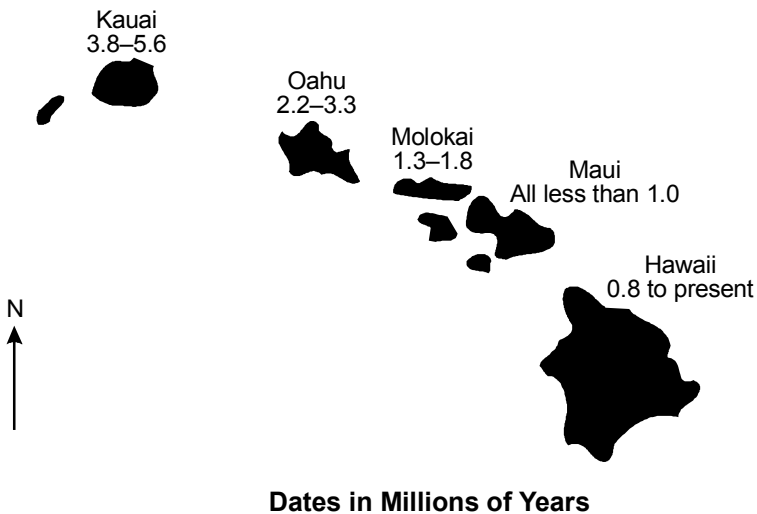 Kauai
3.8–5.6
Oahu
2.2–3.3
Molokai
1.3–1.8
Maui
All less than 1.0
Hawaii
0.8 to present
N
Dates in Millions of Years